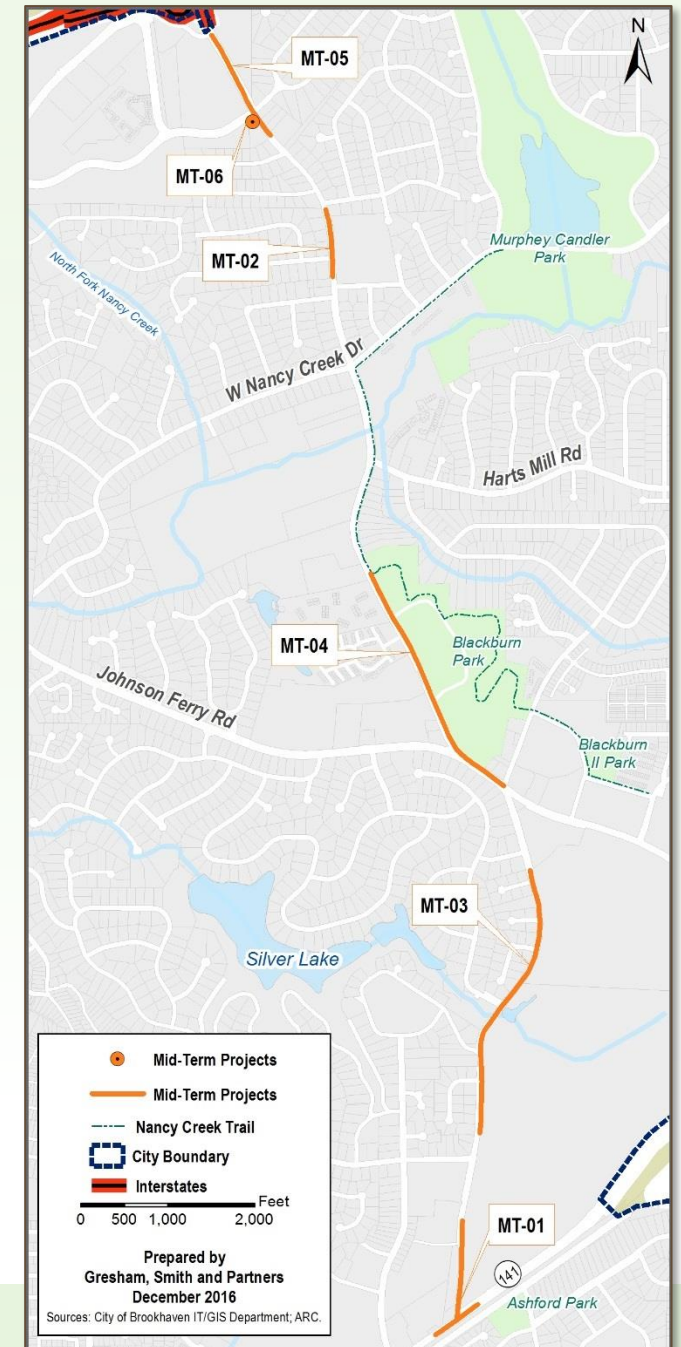 N
MT-05
MT-06
MT-02
Murphey Candler
Park
North Fork Nancy Creek
W Nancy Creek Dr
Harts Mill Rd
MT-04
Blackburn
Park
Johnson Ferry Rd
Blackburn
II Park
MT-03
Silver Lake
Mid-Term Projects
Mid-Term Projects
Nancy Creek Trail
City Boundary
Interstates
Feet
0 500 1,000 2,000
Prepared by
Gresham, Smith and Partners
December 2016
Sources: City of Brookhaven IT/GIS Department; ARC.
MT-01
141
Ashford Park